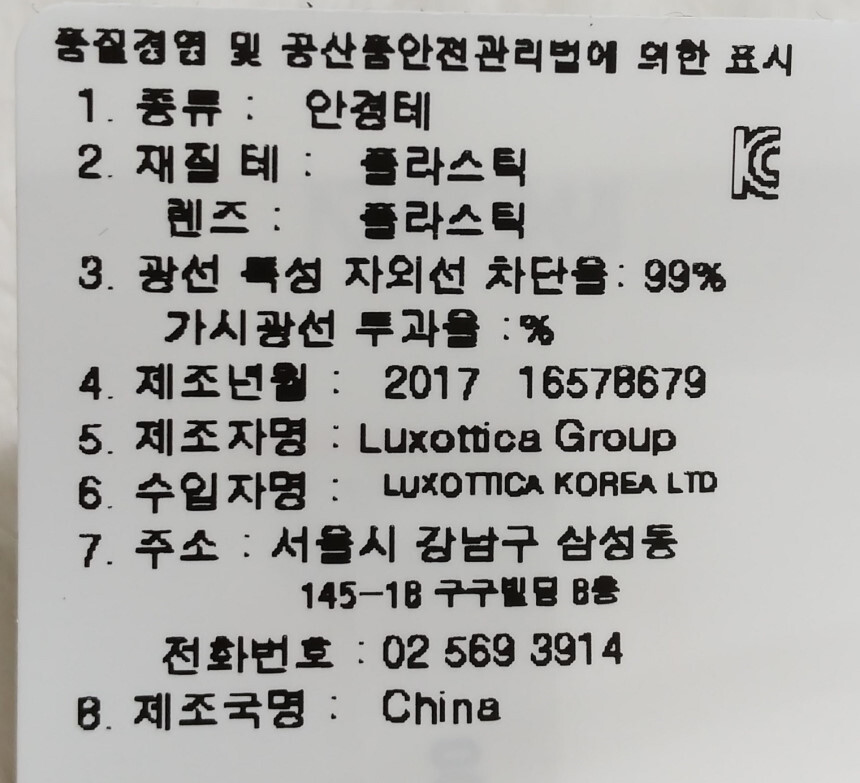 품질경영 및 공산품안전관리법에 의한 표시
1. 종류 : 안경테
2. 재질 테 : 플라스틱
렌즈 : 플라스틱
3. 광선 특성 자외선 차단율: 99%
가시광선 투과율 :%
4. 제조년월 : 2017 16578679
5. 제조자명 : Luxottica Group
6. 수입자명 : LUXOTTICA KOREA LTD
7. 주소 : 서울시 강남구 삼성동
145-18 구구빌딩 8층
전화번호 : 02 569 3914
8. 제조국명 : China